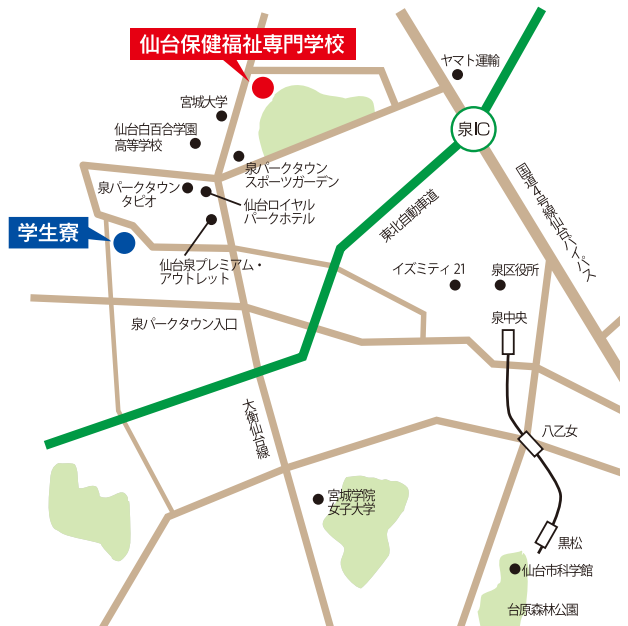 仙台保健福祉専門学校
ヤマト運輸
宮城大学
泉IC
仙台白百合学園
高等学校
泉パークタウン
スポーツガーデン
国道4号線仙台バイパス
泉パークタウン
タピオ
仙台ロイヤル
パークホテル
東北自動車道
学生寮
仙台泉プレミアム・
アウトレット
イズミティ21
泉区役所
泉パークタウン入口
泉中央
大衡仙台線
八乙女
宮城学院
女子大学
黒松
仙台市科学館
台原森林公園